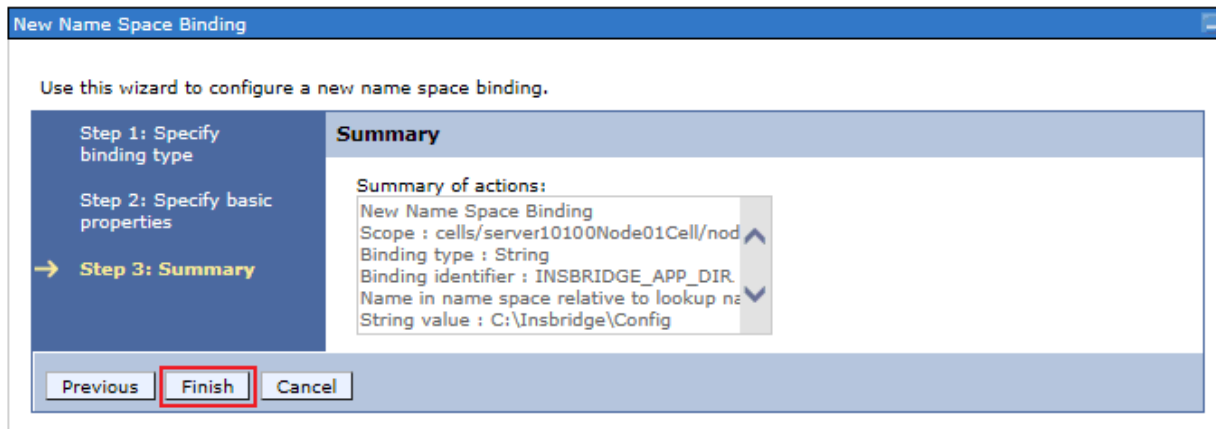 New Name Space Binding
Use this wizard to configure a new name space binding.
Step 1: Specify
binding type
Step 2: Specify basic
properties
Step 3: Summary
Summary
Summary of actions:
New Name Space Binding
Scope : cells/server10100Node01Cell/nod
Binding type : String
Binding identifier : INSBRIDGE_APP_DIR
Name in name space relative to lookup na
String value : C:\Insbridge\Config
Previous Finish Cancel